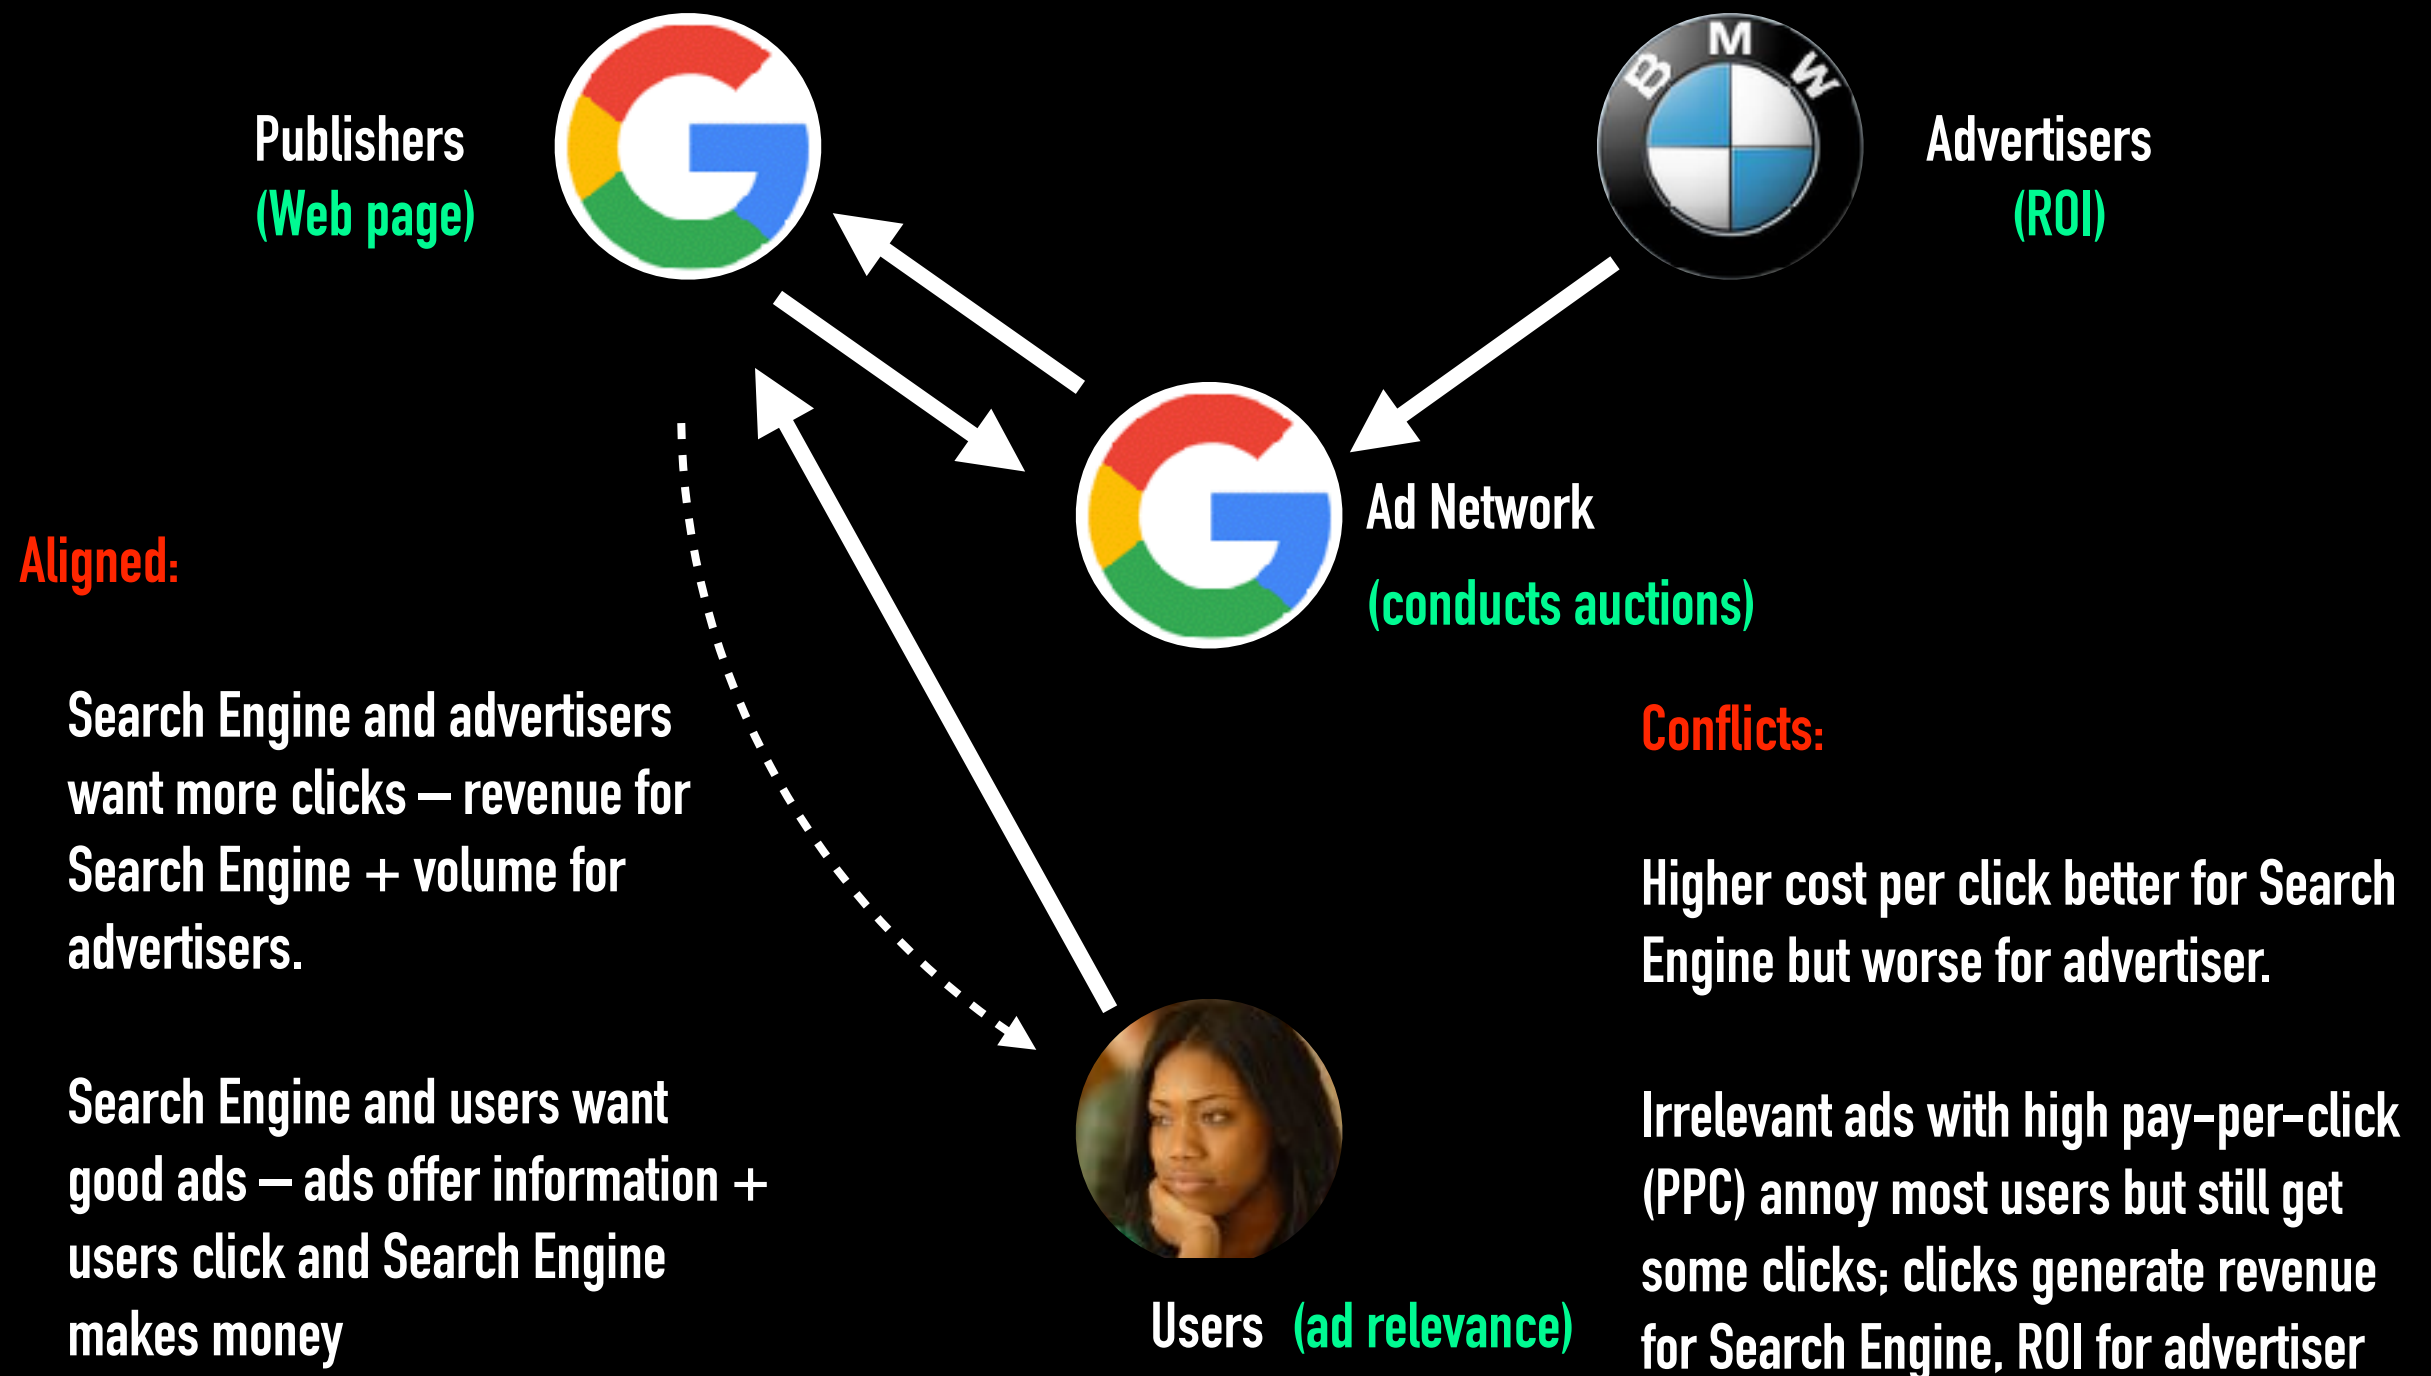 Publishers
(Web page)
B M W
Advertisers
(ROI)
Ad Network
(conducts auctions)
Aligned:
Search Engine and advertisers
want more clicks – revenue for
Search Engine + volume for
advertisers.
Search Engine and users want
good ads – ads offer information +
users click and Search Engine
makes money
Conflicts:
Higher cost per click better for Search
Engine but worse for advertiser.
Irrelevant ads with high pay-per-click
(PPC) annoy most users but still get
some clicks; clicks generate revenue
for Search Engine, ROI for advertiser
Users (ad relevance)